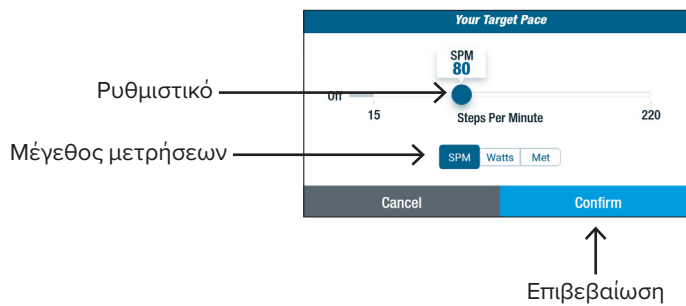 Your Target Pace
SPM
80
Ρυθμιστικό
Off
15
Steps Per Minute
220
Μέγεθος μετρήσεων
SPM Watts Met
Cancel Confirm
Επιβεβαίωση